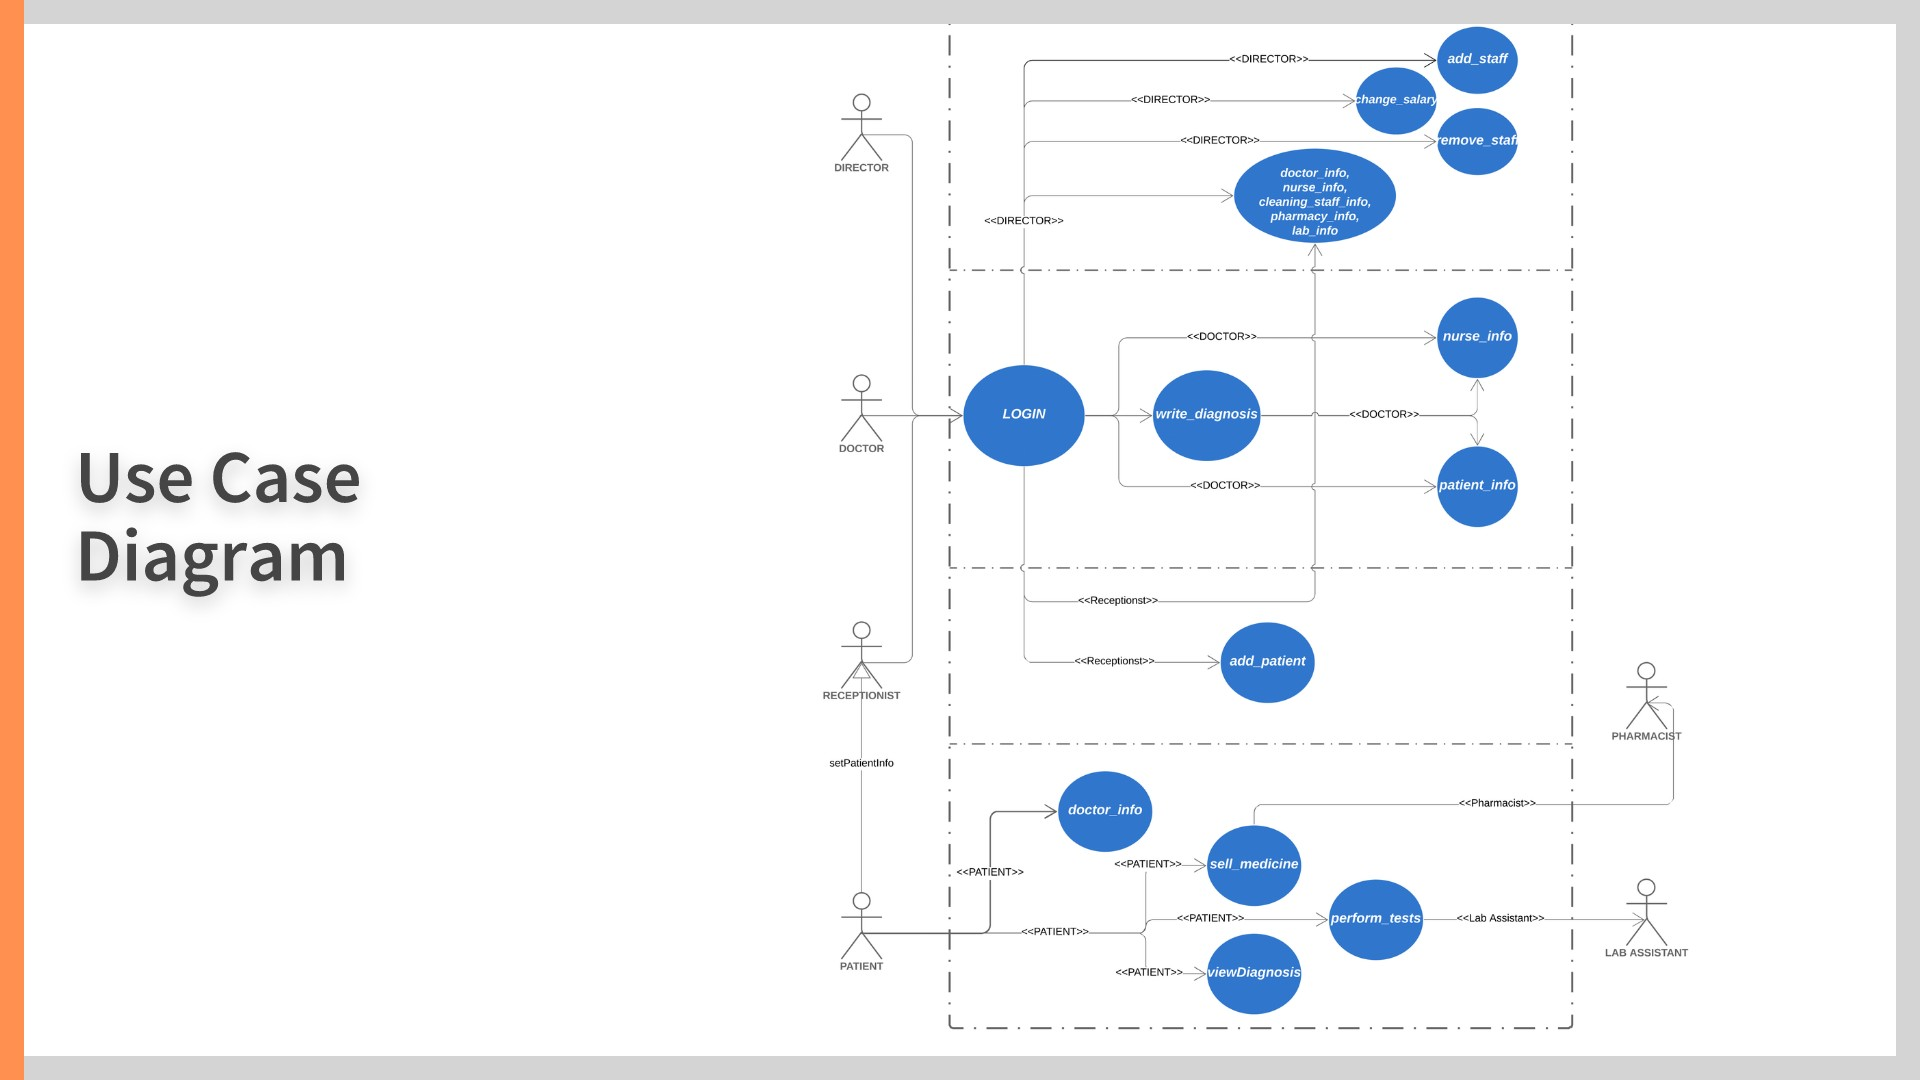 Use Case
Diagram
<<DIRECTOR>>
add_staff
<<DIRECTOR>>
change_salary
<<DIRECTOR>>
remove_staff
DIRECTOR
doctor_info,
nurse_info,
cleaning_staff_info,
pharmacy_info,
lab_info
<<DIRECTOR>>
<<DOCTOR>>
nurse_info
LOGIN
write_diagnosis
<<DOCTOR>>
DOCTOR
<<DOCTOR>>
patient_info
<<Receptionst>>
<<Receptionst>>
add_patient
RECEPTIONIST
PHARMACIST
setPatientInfo
<<Pharmacist>>
doctor_info
<<PATIENT>>
<<PATIENT>>
sell_medicine
<<PATIENT>>
perform_tests
<<Lab Assistant>>
<<PATIENT>>
LAB ASSISTANT
PATIENT
<<PATIENT>>
viewDiagnosis